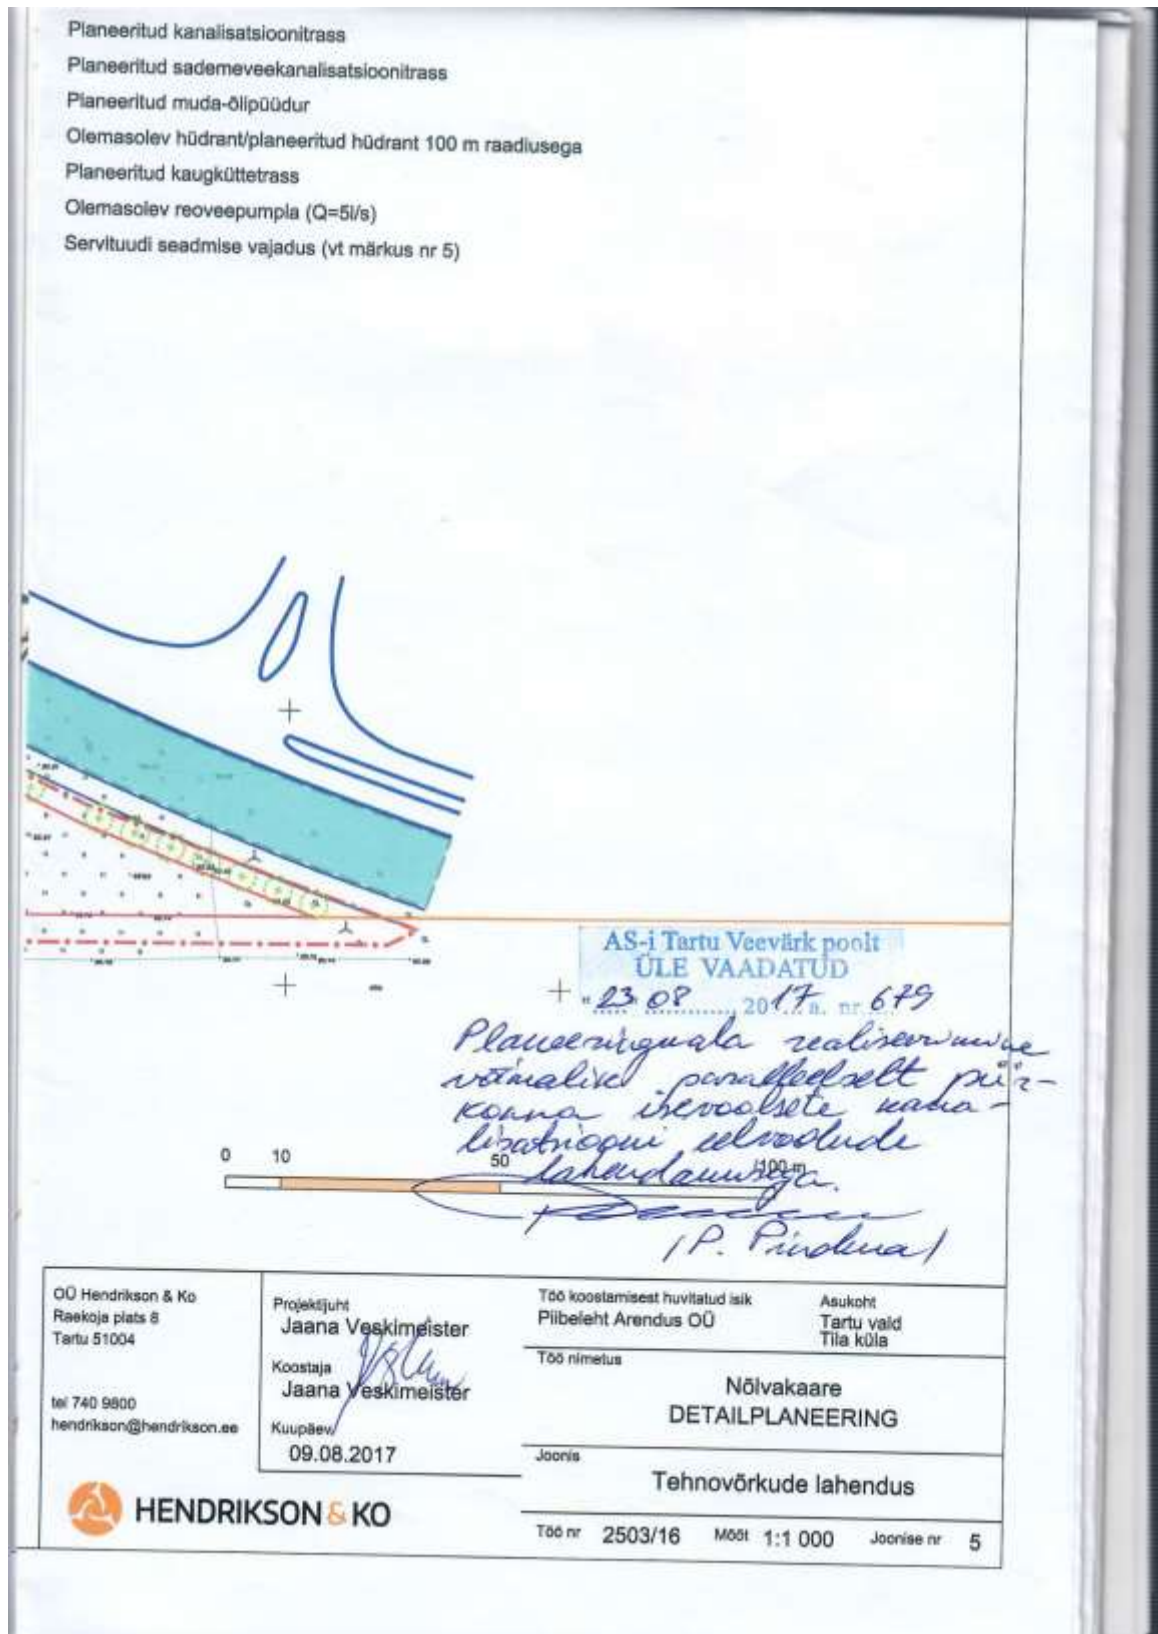 Planeeritud kanalisatsioonitrass
Planeeritud sademeveekanalisatsioonitrass
Planeeritud muda-õlipüüdur
Olemasolev hüdrant/planeeritud hüdrant 100 m raadiusega
Planeeritud kaugküttetrass
Olemasolev reoveepumpla (Q=5l/s)
Servituudi seadmise vajadus (vt märkus nr 5)
AS-i Tartu Veevärk poolt
ÜLE VAADATUD
"23" 08 2017.a. nr 679
Planeeringuala realiseerimine
võimalik paralleelselt piir-
konna isevoolsete kana-
lisatsiooni eelvoolude
lahendamisega.
0 10 50 100 m
OÜ Hendrikson & Ko
Raekoja plats 8
Tartu 51004
tel 740 9800
hendrikson@hendrikson.ee
HENDRIKSON & KO
Projektijuht
Jaana Veskimeister
Koostaja
Jaana Veskimeister
Kuupäev
09.08.2017
Töö koostamisest huvitatud isik
Piibeleht Arendus OÜ
Asukoht
Tartu vald
Tila küla
Töö nimetus
Nõlvakaare
DETAILPLANEERING
Joonis
Tehnovõrkude lahendus
Töö nr 2503/16 Mõõt 1:1 000 Joonise nr 5